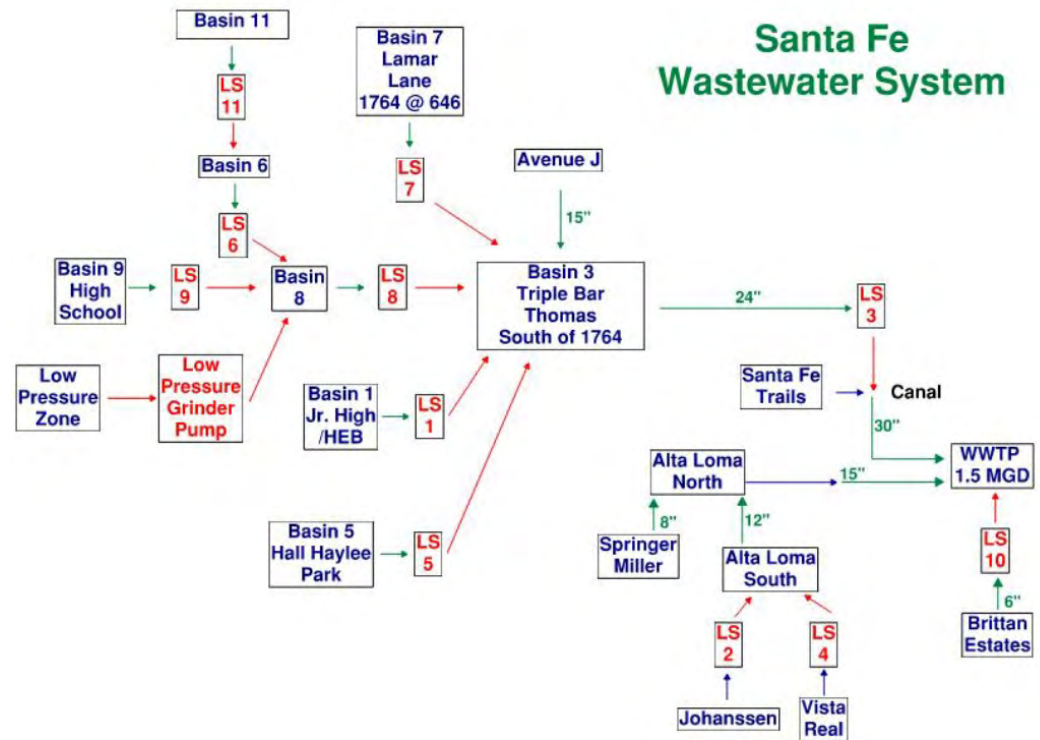 Santa Fe
Wastewater System
Basin 11
LS
11
Basin 6
LS
6
Basin 7
Lamar
Lane
1764 @ 646
LS
7
Avenue J
15"
Basin 9
High
School
LS
9
Basin
8
LS
8
Basin 3
Triple Bar
Thomas
South of 1764
24"
LS
3
Low
Pressure
Zone
Low
Pressure
Grinder
Pump
Basin 1
Jr. High
/HEB
LS
1
Santa Fe
Trails
Canal
30"
Basin 5
Hall Haylee
Park
LS
5
Alta Loma
North
15"
WWTP
1.5 MGD
8"
12"
Springer
Miller
Alta Loma
South
LS
10
6"
Brittan
Estates
LS
2
LS
4
Johanssen
Vista
Real